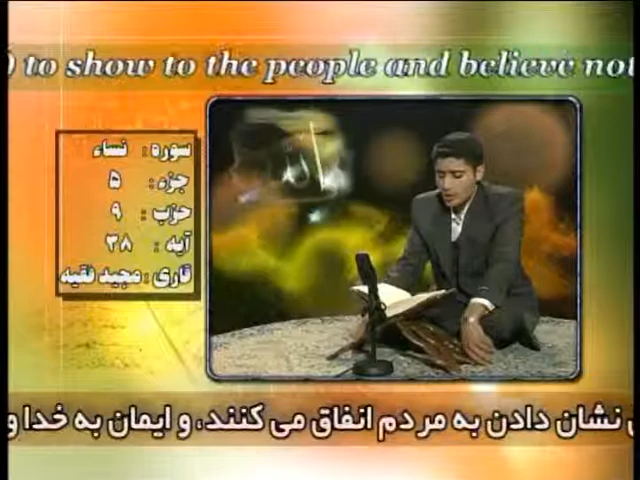 ) to show to the people and believe not
سوره : نساء
جزء : ۵
حزب : ۹
آیه : ۳۸
قاری : مجید فقیه
نشان دادن به مردم انفاق می کنند، و ایمان به خدا و